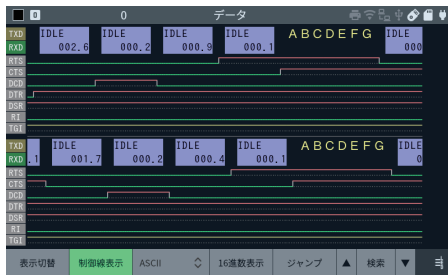 0 0 データ
TXD IDLE IDLE IDLE IDLE ABCDEFG IDLE
RXD 002.6 000.2 000.9 000.1 000
RTS
CTS
DCD
DTR
DSR
RI
TGI
TXD IDLE IDLE IDLE IDLE ABCDEFG IDLE
RXD .1 001.7 000.2 000.4 000.1 0
RTS
CTS
DCD
DTR
DSR
RI
TGI
表示切替 制御線表示 ASCII 16進数表示 ジャンプ ▲ 検索 ▼